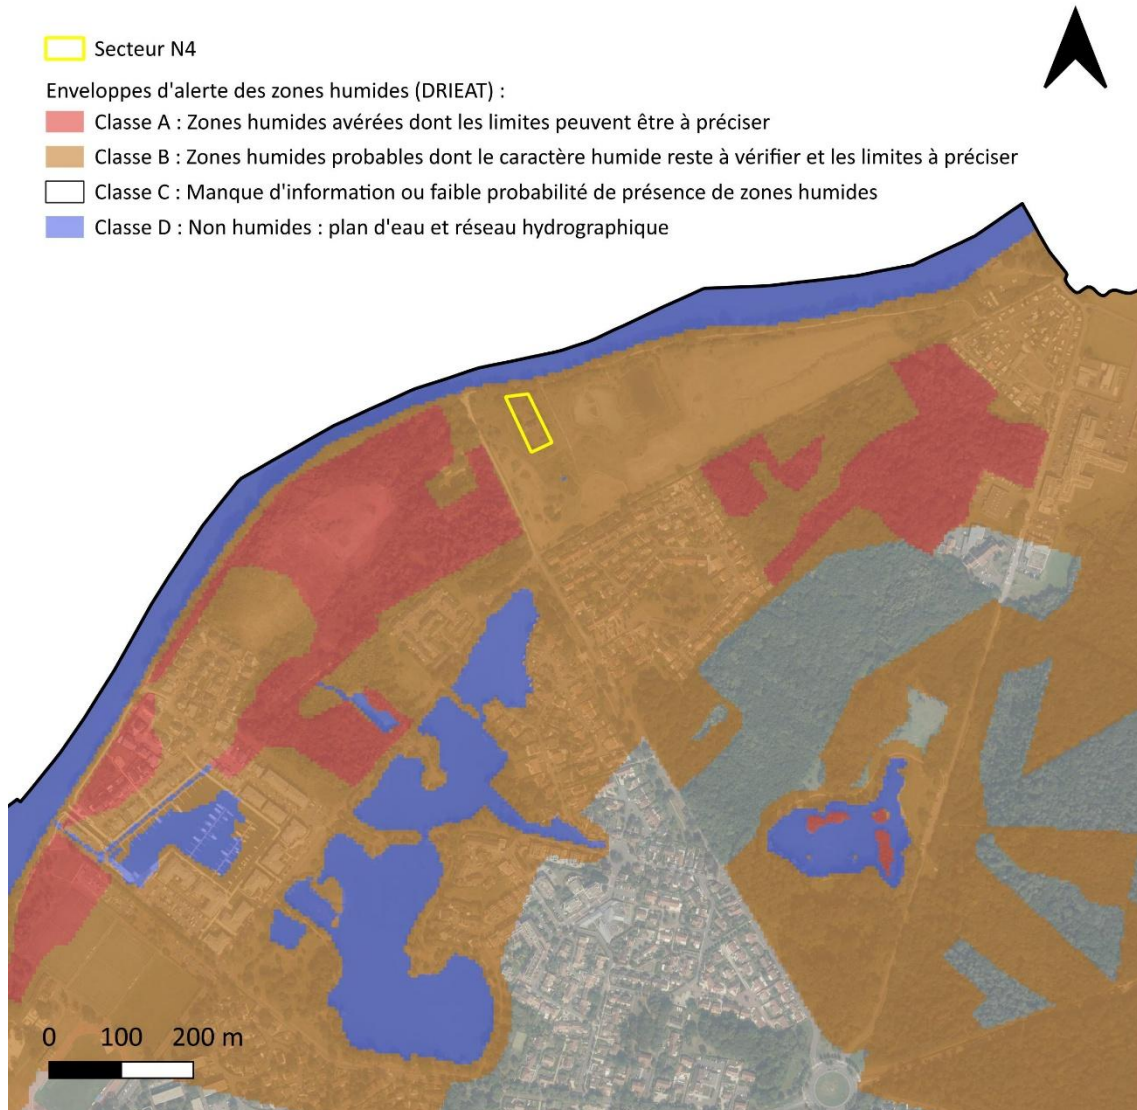 Secteur N4
Enveloppes d'alerte des zones humides (DRIEAT) :
Classe A : Zones humides avérées dont les limites peuvent être à préciser
Classe B : Zones humides probables dont le caractère humide reste à vérifier et les limites à préciser
Classe C : Manque d'information ou faible probabilité de présence de zones humides
Classe D : Non humides : plan d'eau et réseau hydrographique
0 100 200 m